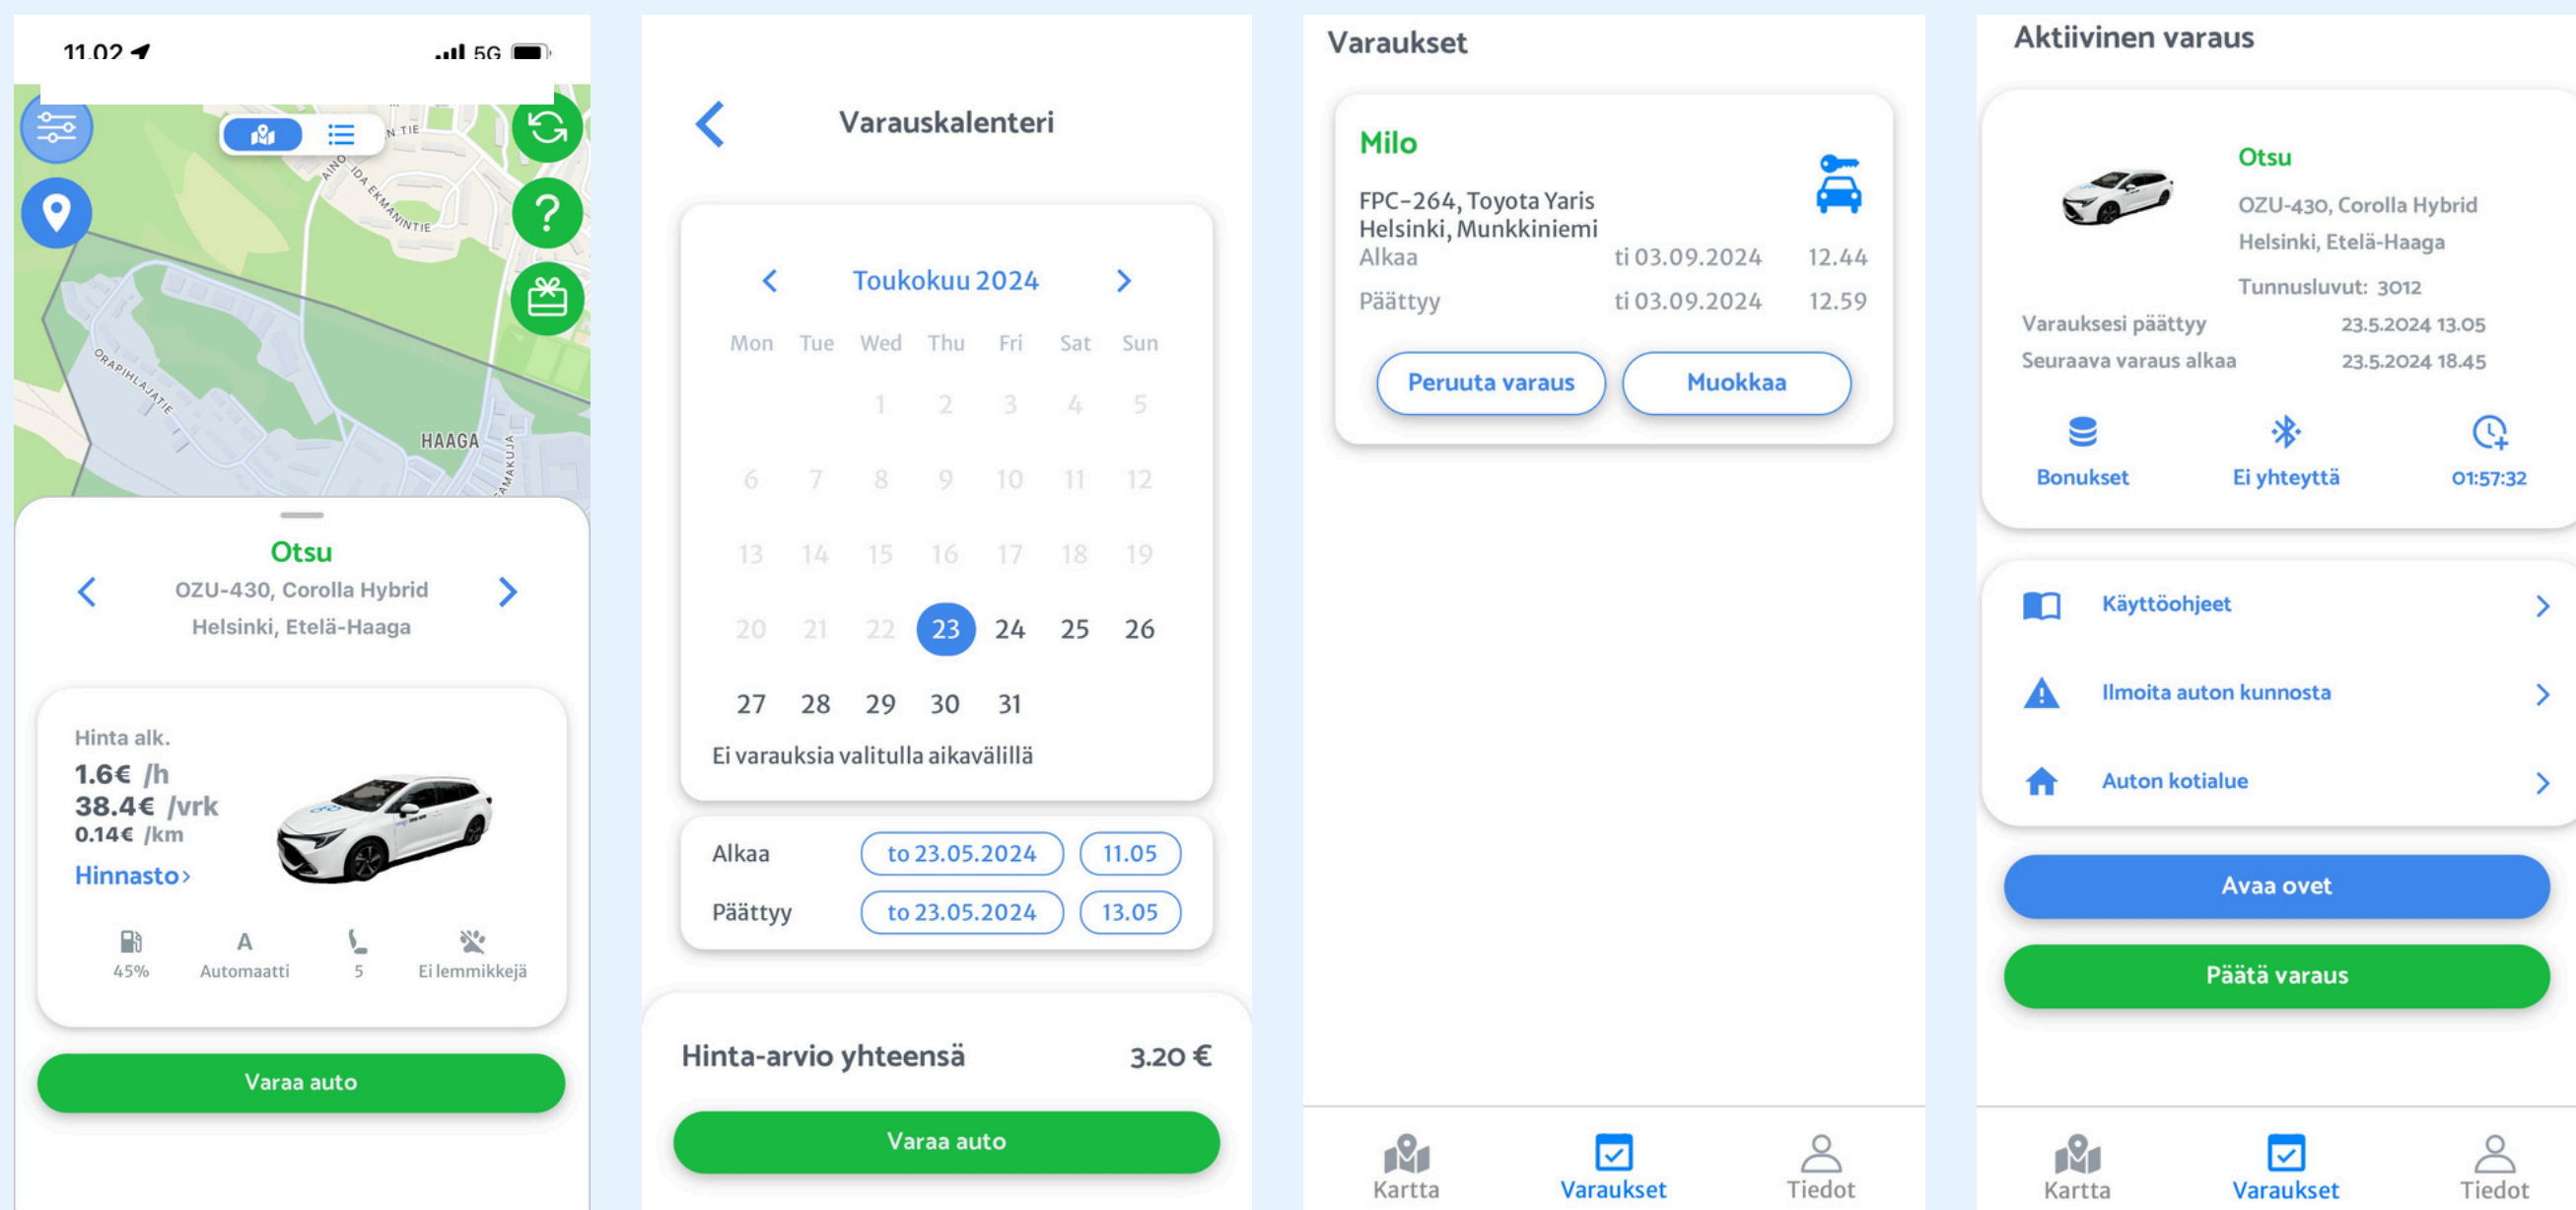 11.02
5G
N TIE
AINO
IDA EKMANINTIE
ORAPIHLAJATIE
HAAGA
SAMAKUJA
Otsu
OZU-430, Corolla Hybrid
Helsinki, Etelä-Haaga
Hinta alk.
1.6€ /h
38.4€ /vrk
0.14€ /km
Hinnasto>
45%
A
Automaatti
5
Ei lemmikkejä
Varaa auto
Varauskalenteri
Toukokuu 2024
Mon Tue Wed Thu Fri Sat Sun
1 2 3 4 5
6 7 8 9 10 11 12
13 14 15 16 17 18 19
20 21 22 23 24 25 26
27 28 29 30 31
Ei varauksia valitulla aikavälillä
Alkaa to 23.05.2024 11.05
Päättyy to 23.05.2024 13.05
Hinta-arvio yhteensä 3.20 €
Varaa auto
Varaukset
Milo
FPC-264, Toyota Yaris
Helsinki, Munkkiniemi
Alkaa ti 03.09.2024 12.44
Päättyy ti 03.09.2024 12.59
Peruuta varaus Muokkaa
Kartta Varaukset Tiedot
Aktiivinen varaus
Otsu
OZU-430, Corolla Hybrid
Helsinki, Etelä-Haaga
Tunnusluvut: 3012
Varauksesi päättyy 23.5.2024 13.05
Seuraava varaus alkaa 23.5.2024 18.45
Bonukset Ei yhteyttä 01:57:32
Käyttöohjeet
Ilmoita auton kunnosta
Auton kotialue
Avaa ovet
Päätä varaus
Kartta Varaukset Tiedot